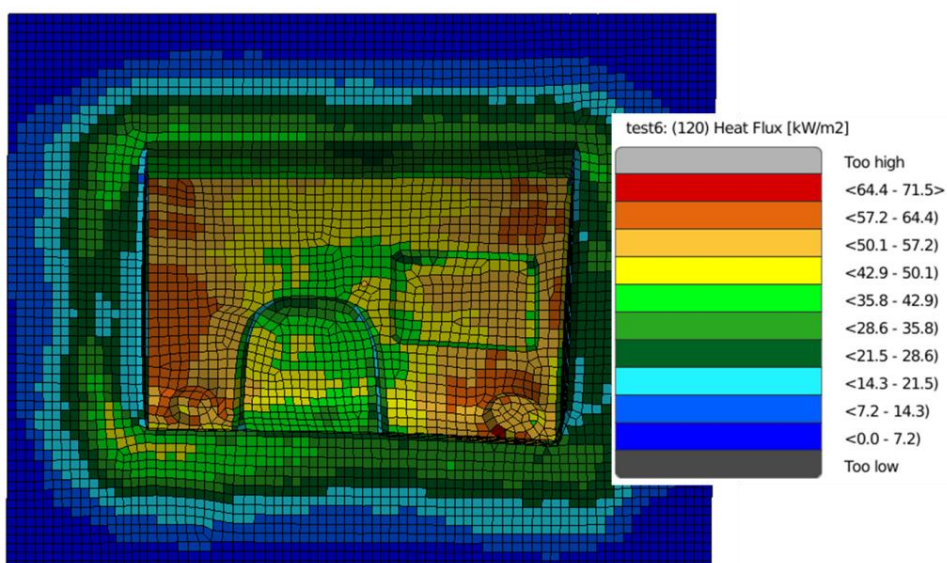 test6: (120) Heat Flux [kW/m2]
Too high
<64.4 - 71.5>
<57.2 - 64.4)
<50.1 - 57.2)
<42.9 - 50.1)
<35.8 - 42.9)
<28.6 - 35.8)
<21.5 - 28.6)
<14.3 - 21.5)
<7.2 - 14.3)
<0.0 - 7.2)
Too low